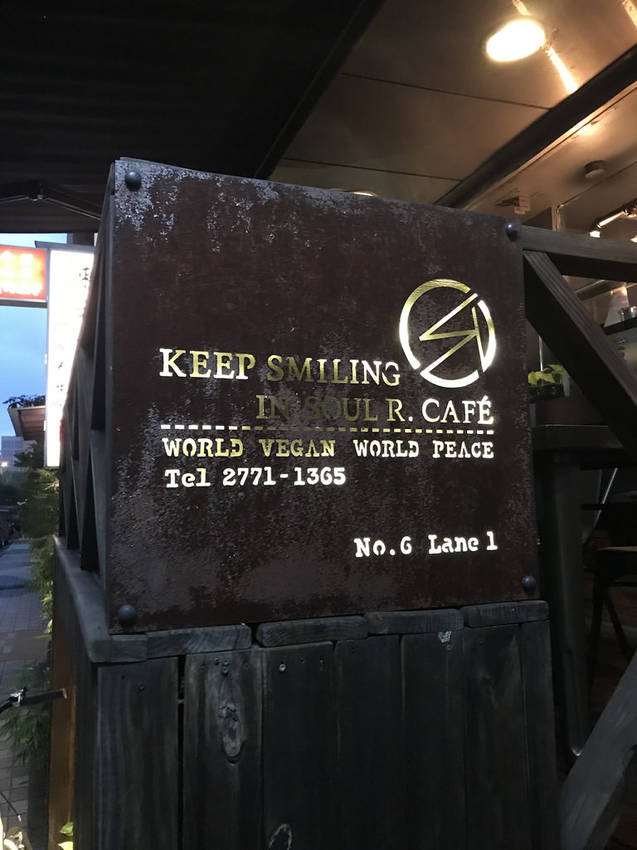 KEEP SMILING
IN SOUL R. CAFÉ
WORLD VEGAN WORLD PEACE
Tel 2771-1365
No.6 Lane 1